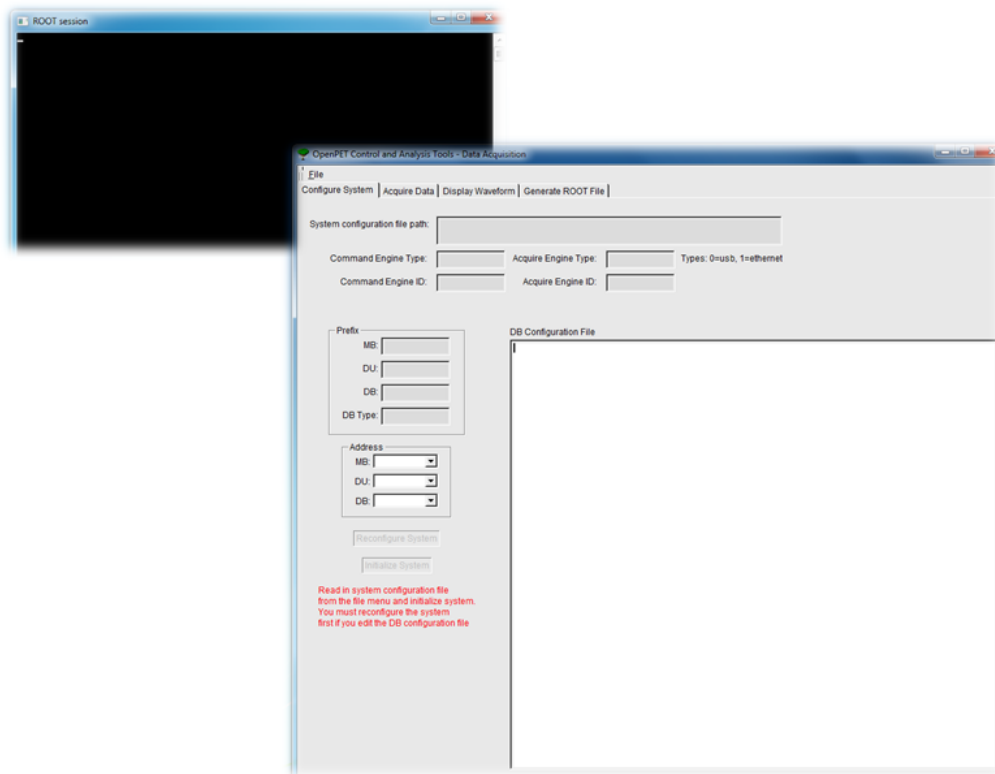 ROOT session
OpenPET Control and Analysis Tools - Data Acquisition
File
Configure System Acquire Data Display Waveform Generate ROOT File
System configuration file path:
Command Engine Type: Acquire Engine Type: Types: 0=usb, 1=ethernet
Command Engine ID: Acquire Engine ID:
Prefix
DB Configuration File
MB:
DU:
DB:
DB Type:
Address
MB:
DU:
DB:
Reconfigure System
Initialize System
Read in system configuration file
from the file menu and initialize system.
You must reconfigure the system
first if you edit the DB configuration file